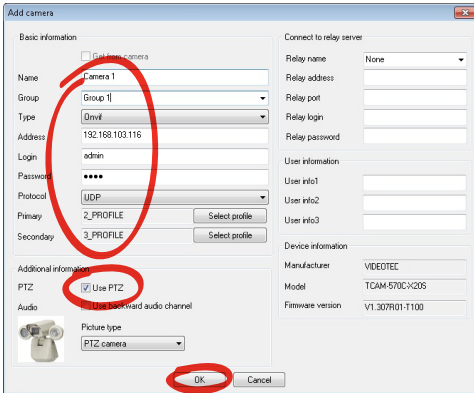 Add camera
Basic information
Get from camera
Name Camera 1
Group Group 1
Type Onvif
Address 192.168.103.116
Login admin
Password ••••
Protocol UDP
Primary 2_PROFILE Select profile
Secondary 3_PROFILE Select profile
Additional information
PTZ Use PTZ
Audio Use backward audio channel
Picture type
PTZ camera
Connect to relay server
Relay name None
Relay address
Relay port
Relay login
Relay password
User information
User info1
User info2
User info3
Device information
Manufacturer VIDEOTEC
Model TCAM-570C-X20S
Firmware version V1.307R01-T100
OK Cancel